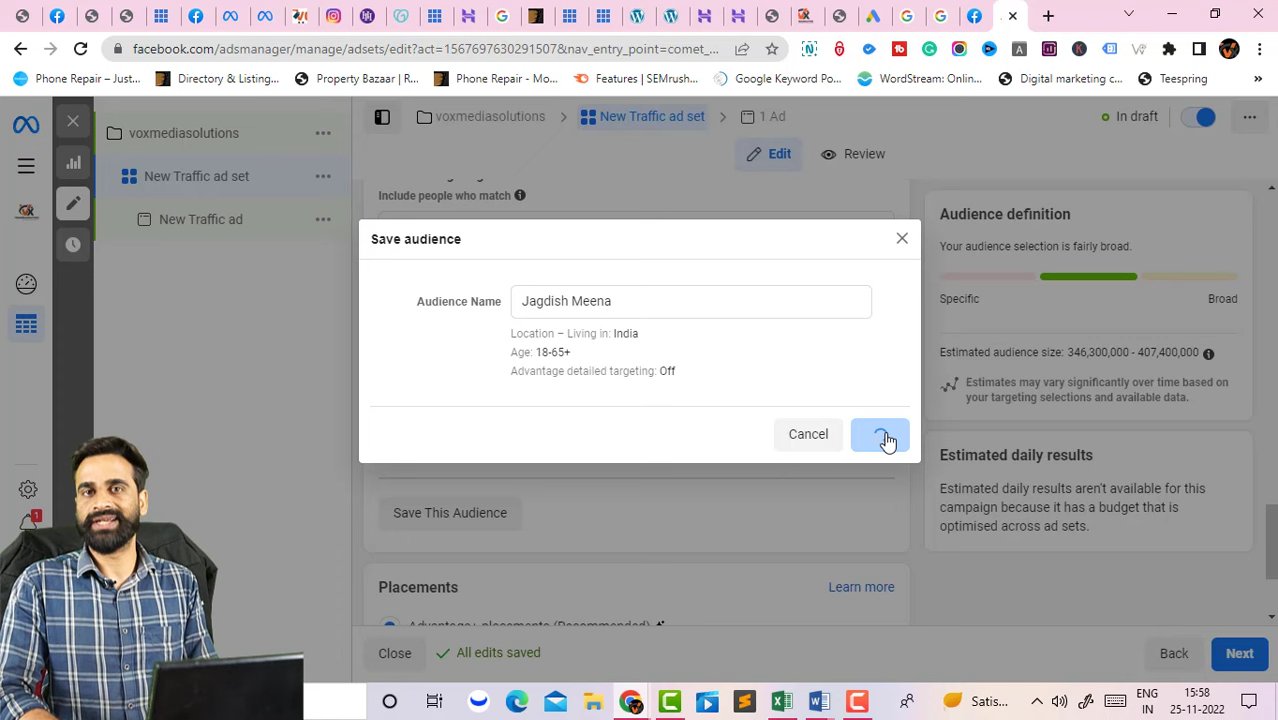 facebook.com/adsmanager/manage/adsets/edit?act=1567697630291507&nav_entry_point=comet_...
Phone Repair – Just...
Directory & Listing...
Property Bazaar | R...
Phone Repair - Mo...
Features | SEMrush...
Google Keyword Po...
WordStream: Onlin...
Digital marketing c...
Teespring
voxmediasolutions
New Traffic ad set
New Traffic ad
voxmediasolutions
New Traffic ad set
1 Ad
In draft
Edit
Review
Include people who match
Save audience
Audience Name
Jagdish Meena
Location – Living in: India
Age: 18-65+
Advantage detailed targeting: Off
Cancel
Save This Audience
Placements
Learn more
Advantage+ placements (Recommended)
Audience definition
Your audience selection is fairly broad.
Specific
Broad
Estimated audience size: 346,300,000 - 407,400,000
Estimates may vary significantly over time based on
your targeting selections and available data.
Estimated daily results
Estimated daily results aren't available for this
campaign because it has a budget that is
optimised across ad sets.
Close
All edits saved
Back
Next
1
Satis...
ENG
IN
15:58
25-11-2022